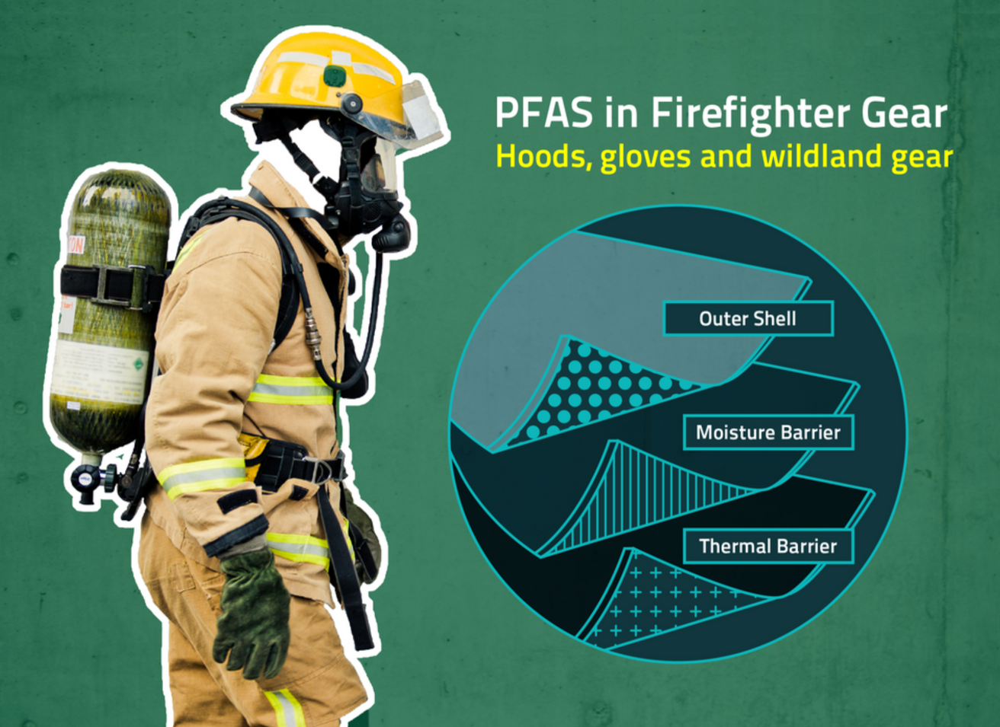 PFAS in Firefighter Gear
Hoods, gloves and wildland gear
Outer Shell
Moisture Barrier
Thermal Barrier